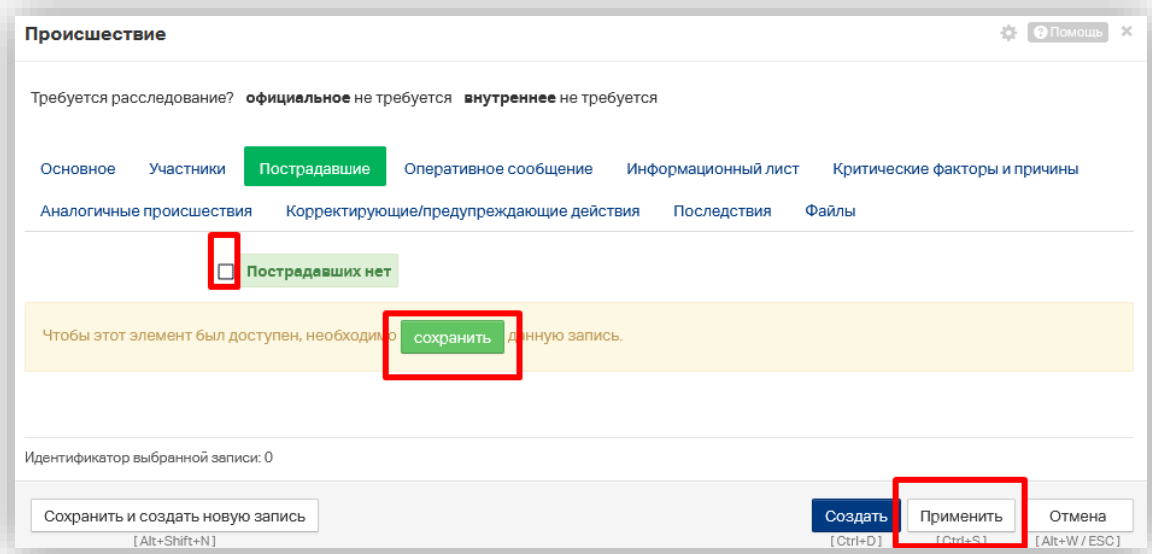 Происшествие
Помощь
Требуется расследование? официальное не требуется внутреннее не требуется
Основное Участники Пострадавшие Оперативное сообщение Информационный лист Критические факторы и причины
Аналогичные происшествия Корректирующие/предупреждающие действия Последствия Файлы
Пострадавших нет
Чтобы этот элемент был доступен, необходимо сохранить данную запись.
Идентификатор выбранной записи: 0
Сохранить и создать новую запись Создать Применить Отмена
[Alt+Shift+N] [Ctrl+D] [Ctrl+S] [Alt+W / ESC]